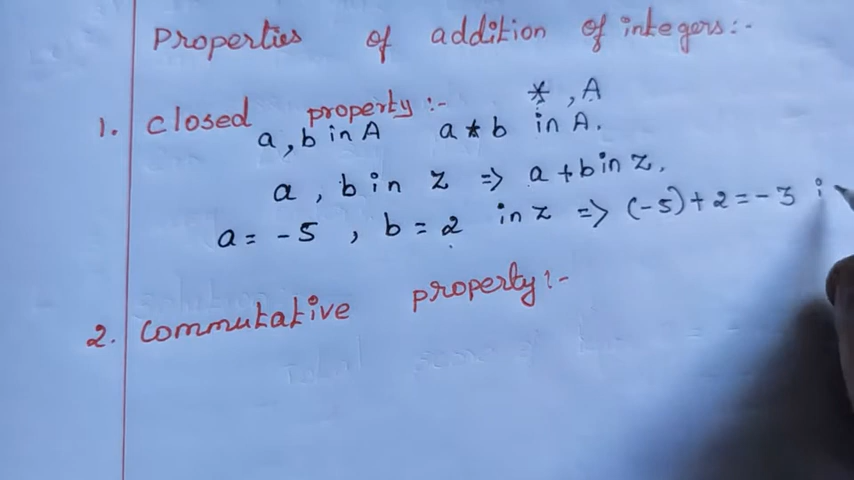 Properties of addition of integers:-
1. closed property:- * , A
a, b in A a * b in A.
a , b in z => a + b in z.
a = -5 , b = 2 in z => (-5) + 2 = -3 i
2. commutative property:-